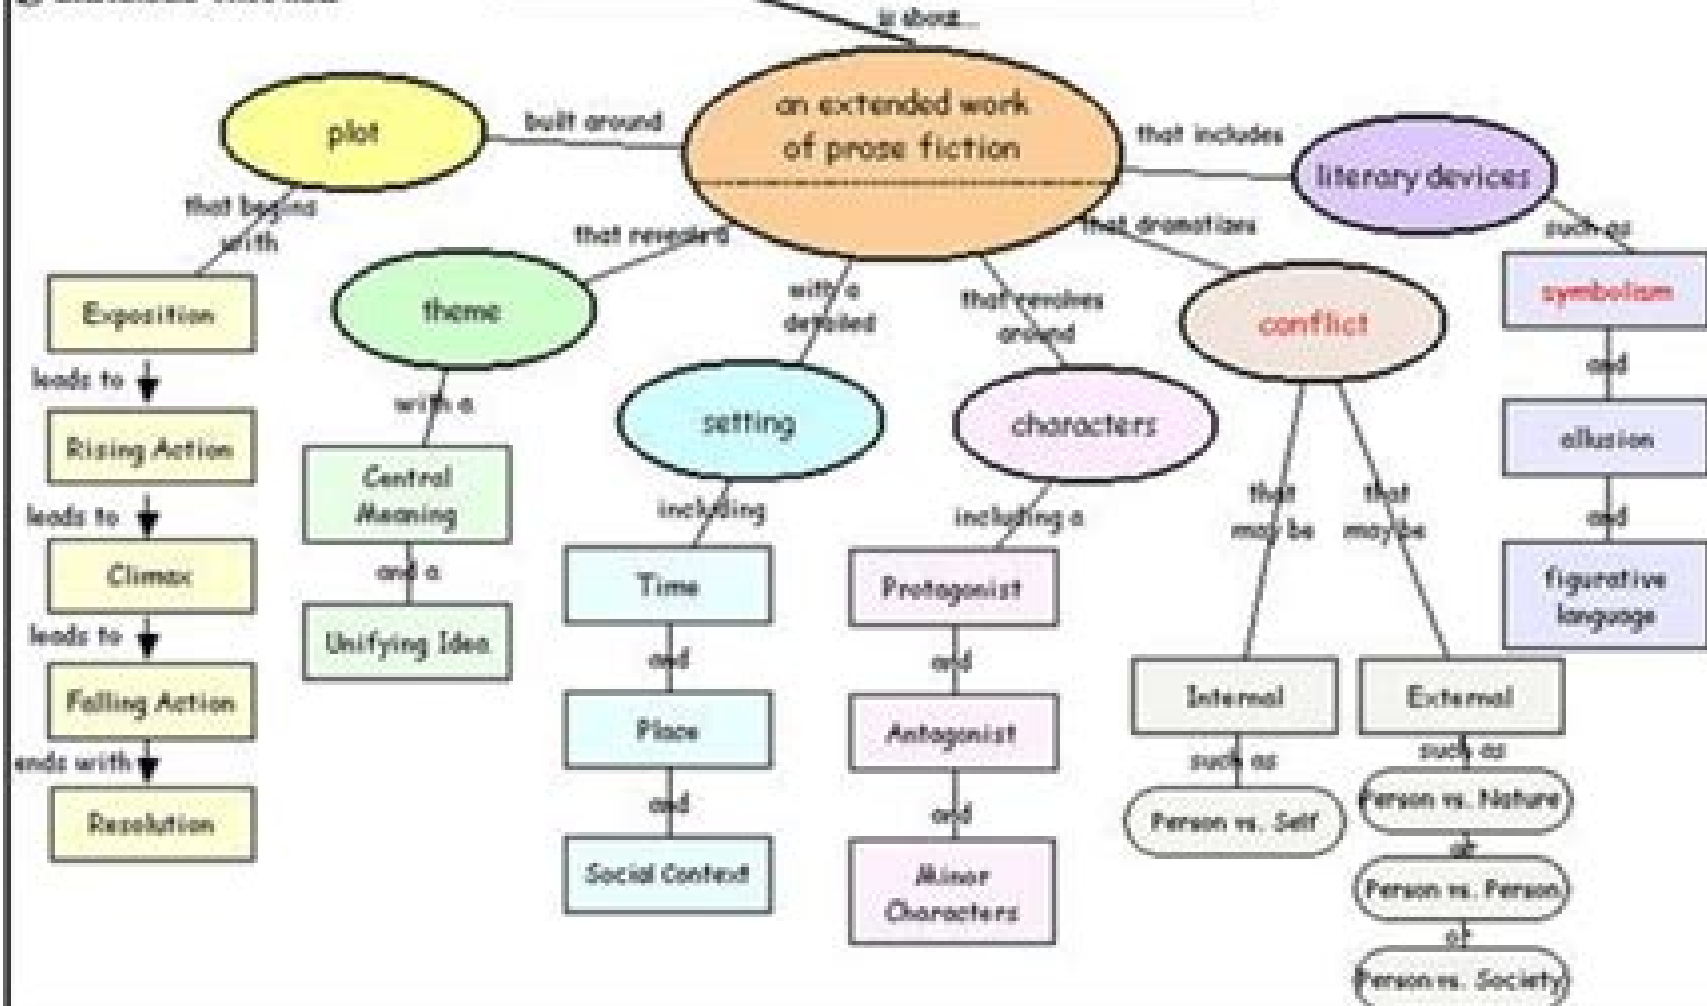 is about...
an extended work
of prose fiction
built around
plot
that begins
with
Exposition
leads to
Rising Action
leads to
Climax
leads to
Falling Action
ends with
Resolution
that revealed
theme
with a
Central
Meaning
and a
Unifying Idea
with a
detailed
setting
including
Time
and
Place
and
Social Context
that revolves
around
characters
including a
Protagonist
and
Antagonist
and
Minor
Characters
that dramatizes
conflict
that
may be
Internal
such as
Person vs. Self
that
may be
External
such as
Person vs. Nature
or
Person vs. Person
or
Person vs. Society
that includes
literary devices
such as
symbolism
and
allusion
and
figurative
language